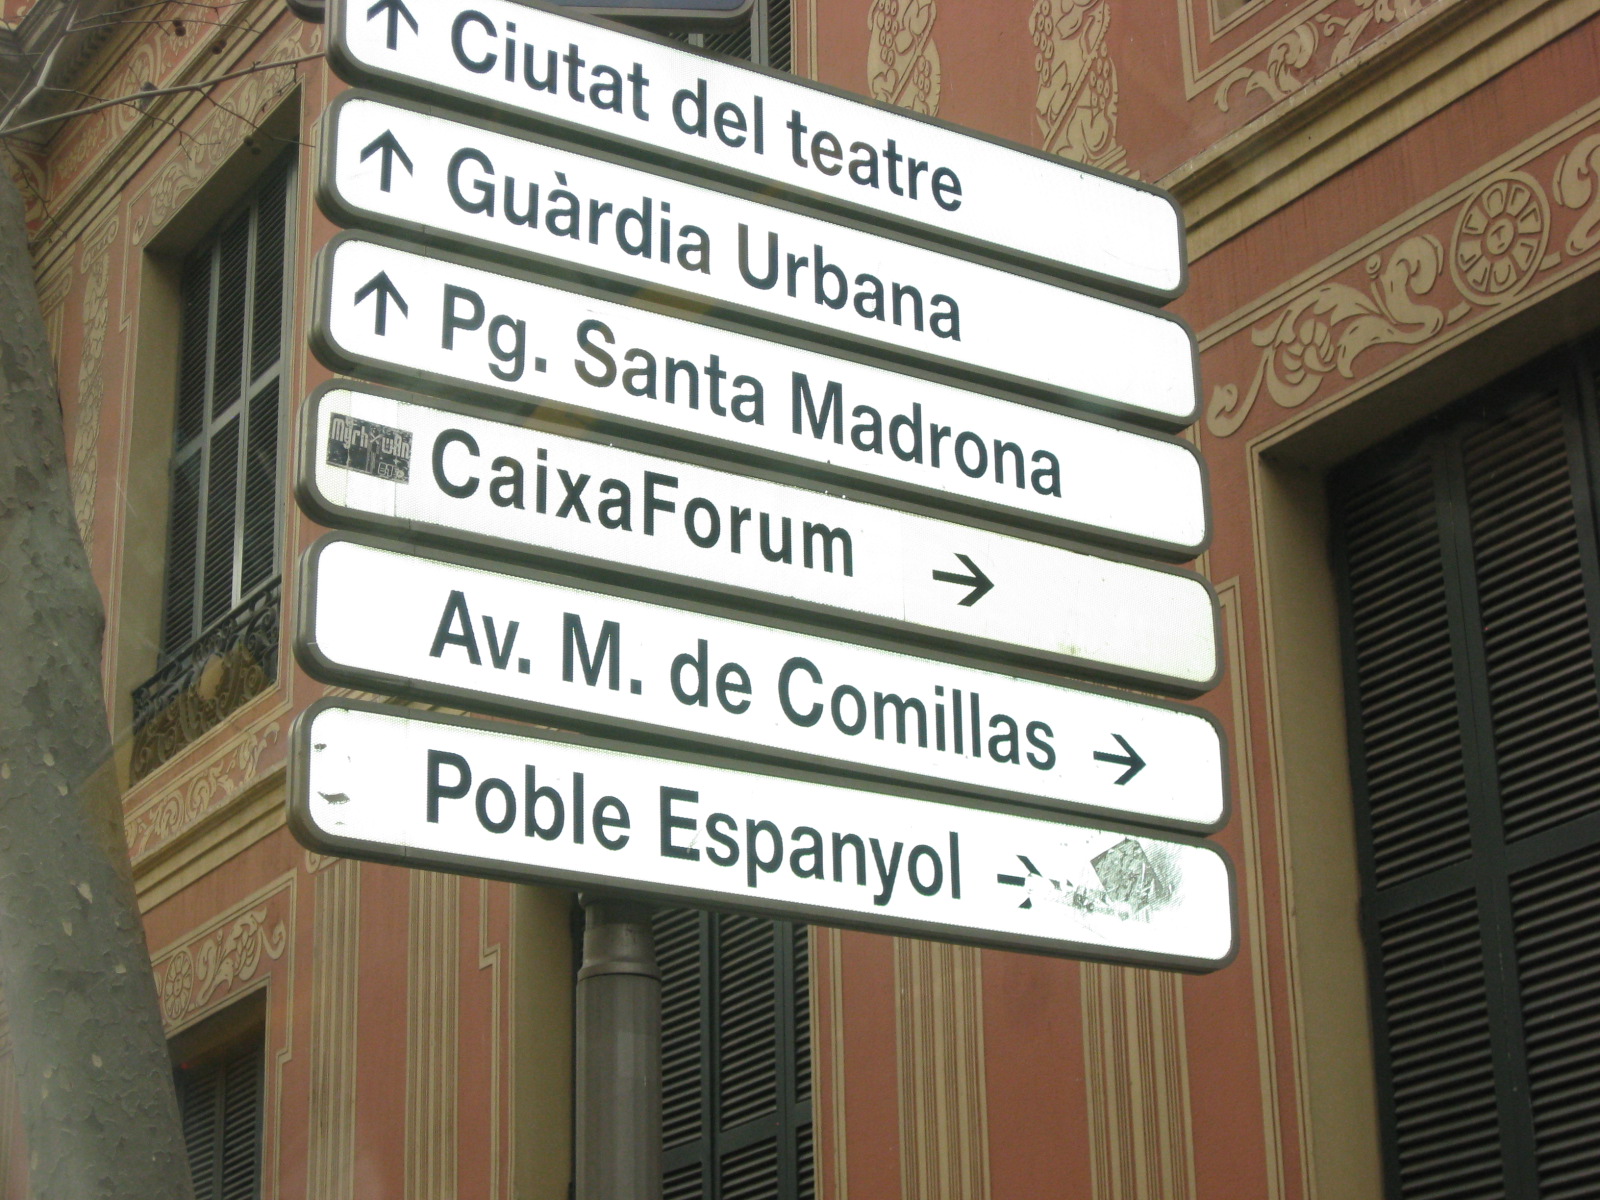 ↑ Ciutat del teatre
↑ Guàrdia Urbana
↑ Pg. Santa Madrona
CaixaForum →
Av. M. de Comillas →
Poble Espanyol →